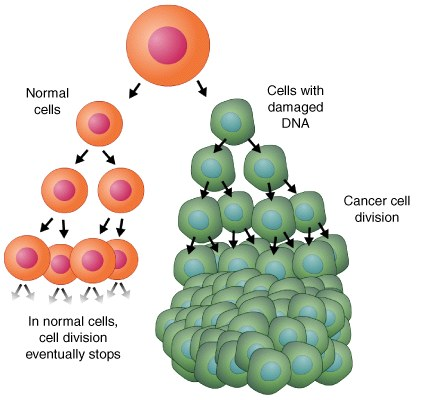 Normal
cells
Cells with
damaged
DNA
Cancer cell
division
In normal cells,
cell division
eventually stops